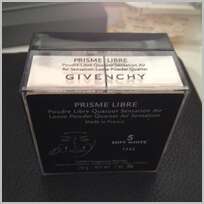 PRISME LIBRE
Poudre Libre Quatuor Sensation Air
Air Sensation Loose Powder Quartet
GIVENCHY
PRISME LIBRE
Poudre Libre Quatuor Sensation Air
Loose Powder Quatuor Air Sensation
Made in France
5
SOFT WHITE